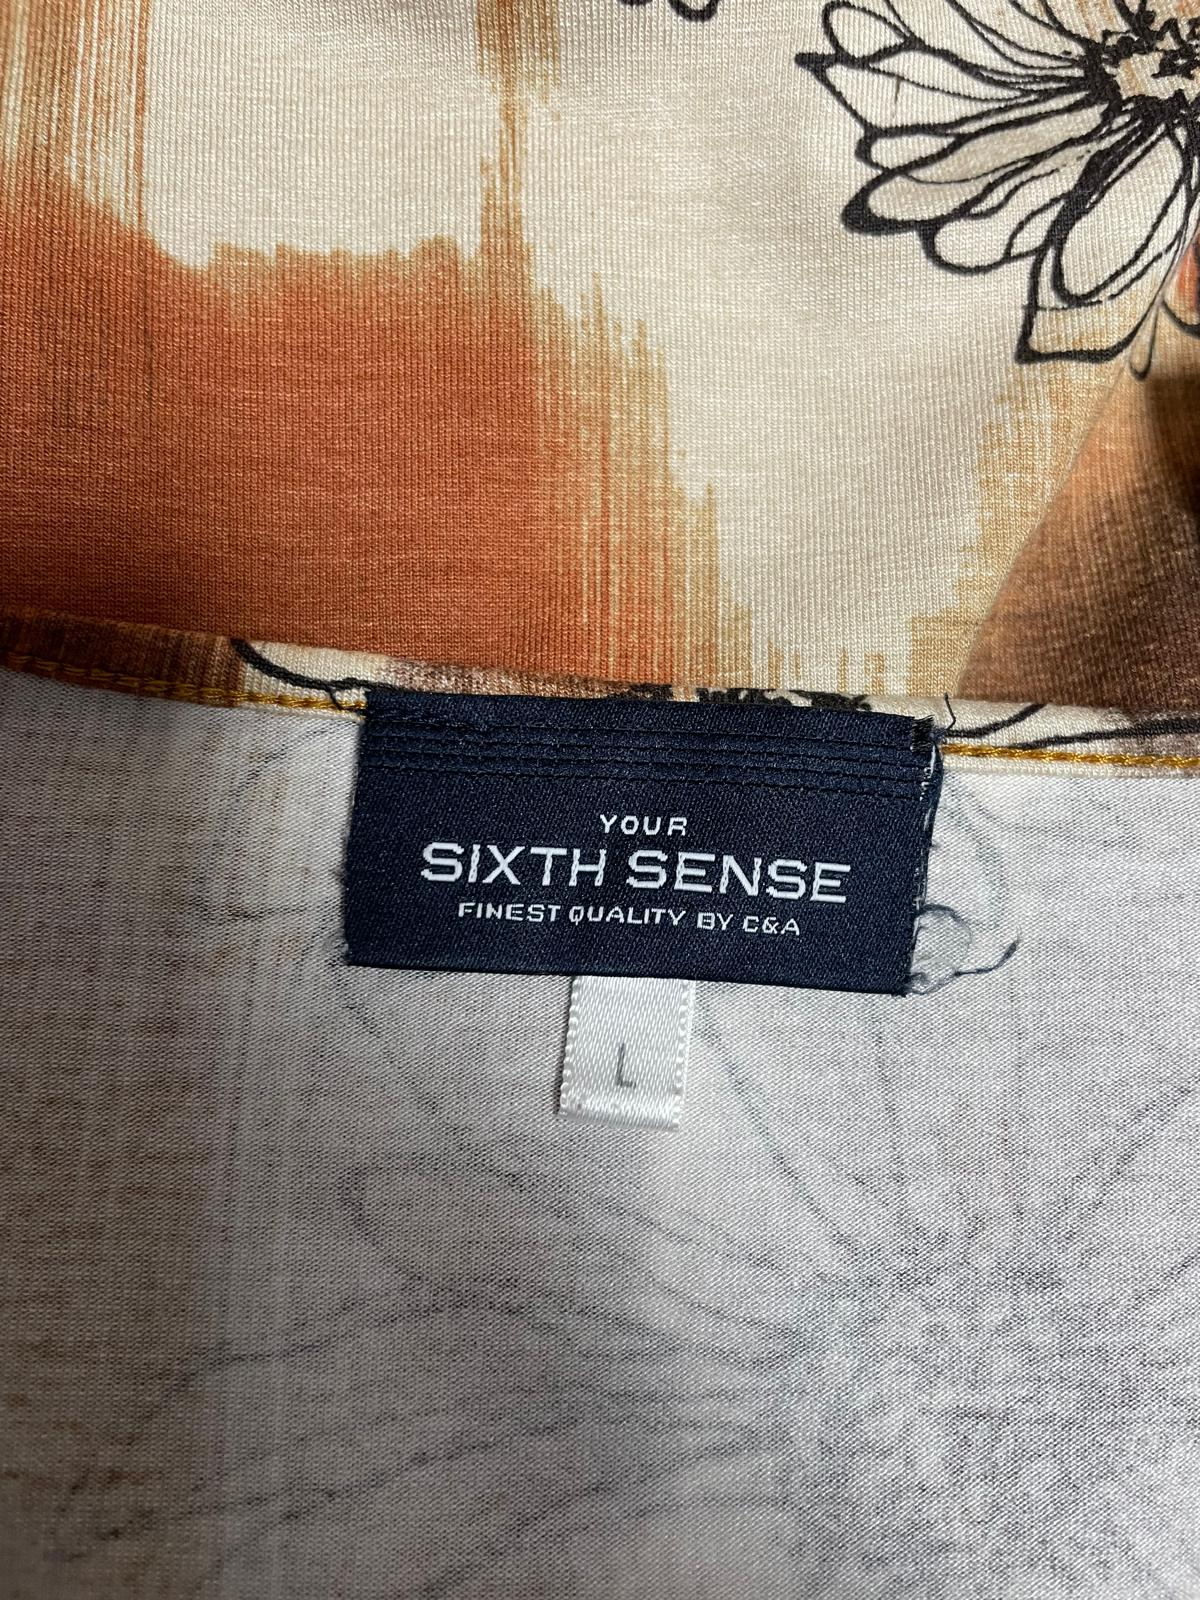 YOUR
SIXTH SENSE
FINEST QUALITY BY C&A
L